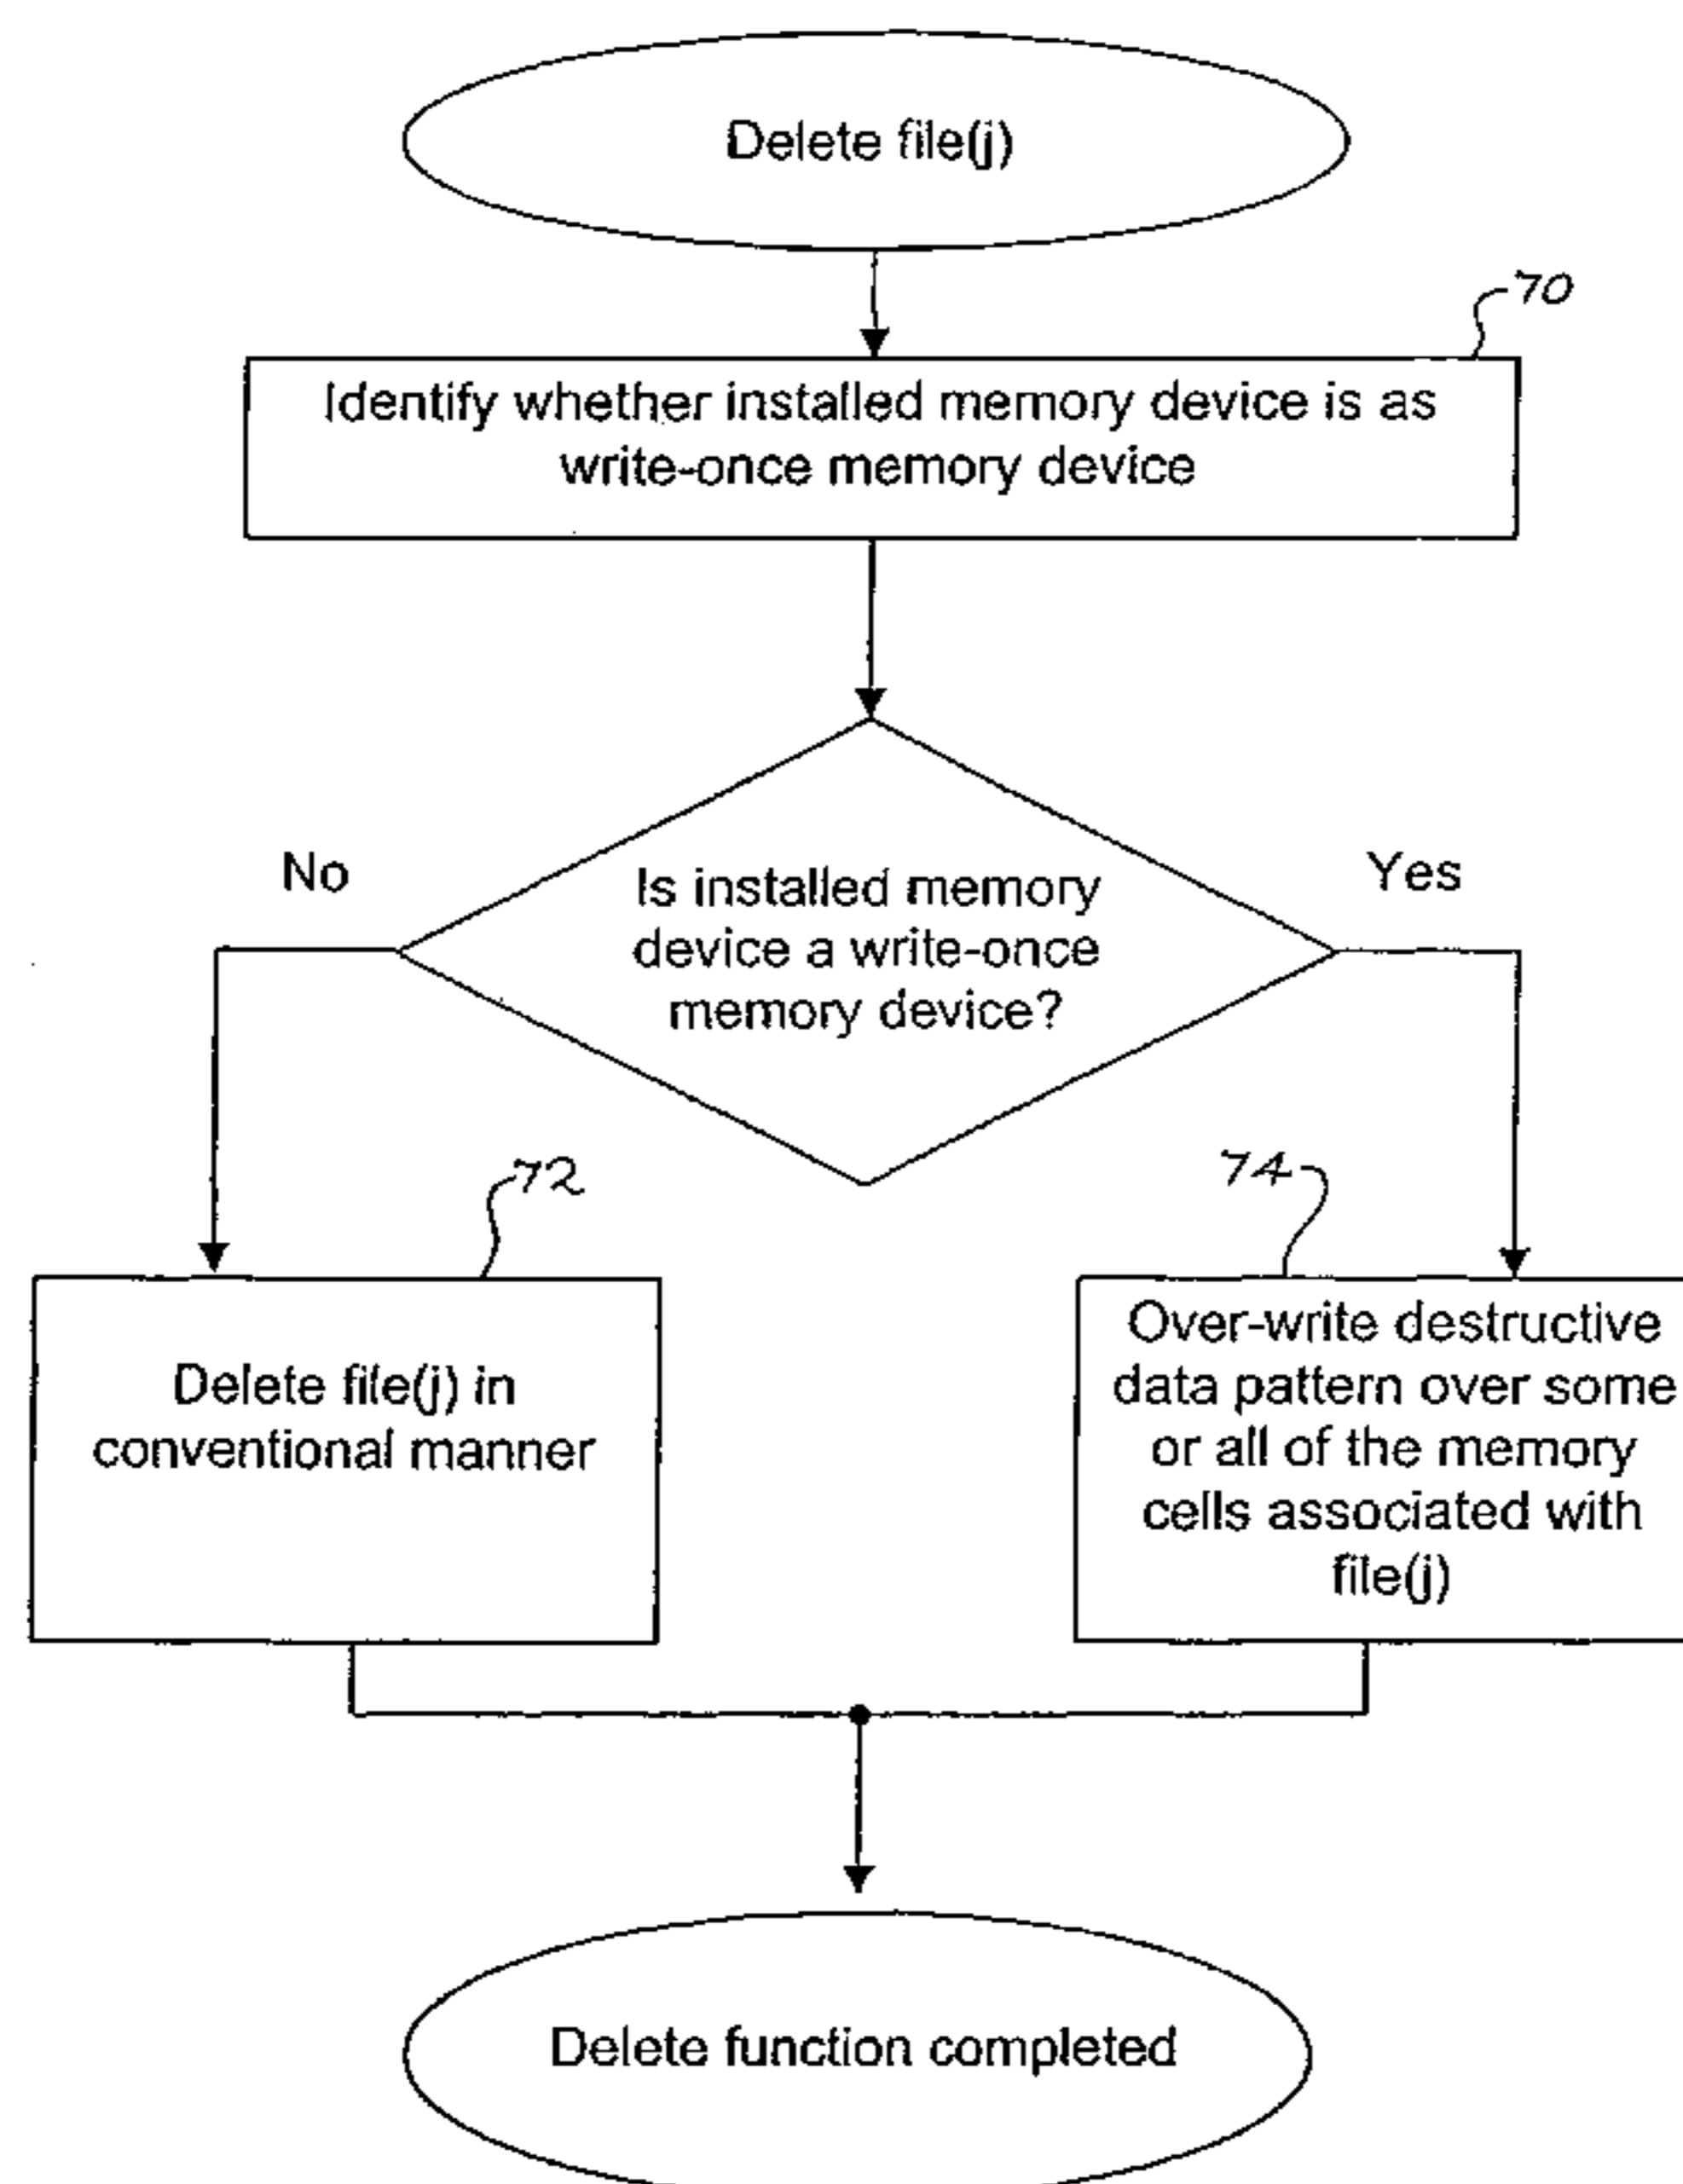 Delete file(j)
70
Identify whether installed memory device is as
write-once memory device
No
Yes
Is installed memory
device a write-once
memory device?
72
74
Delete file(j) in
conventional manner
Over-write destructive
data pattern over some
or all of the memory
cells associated with
file(j)
Delete function completed